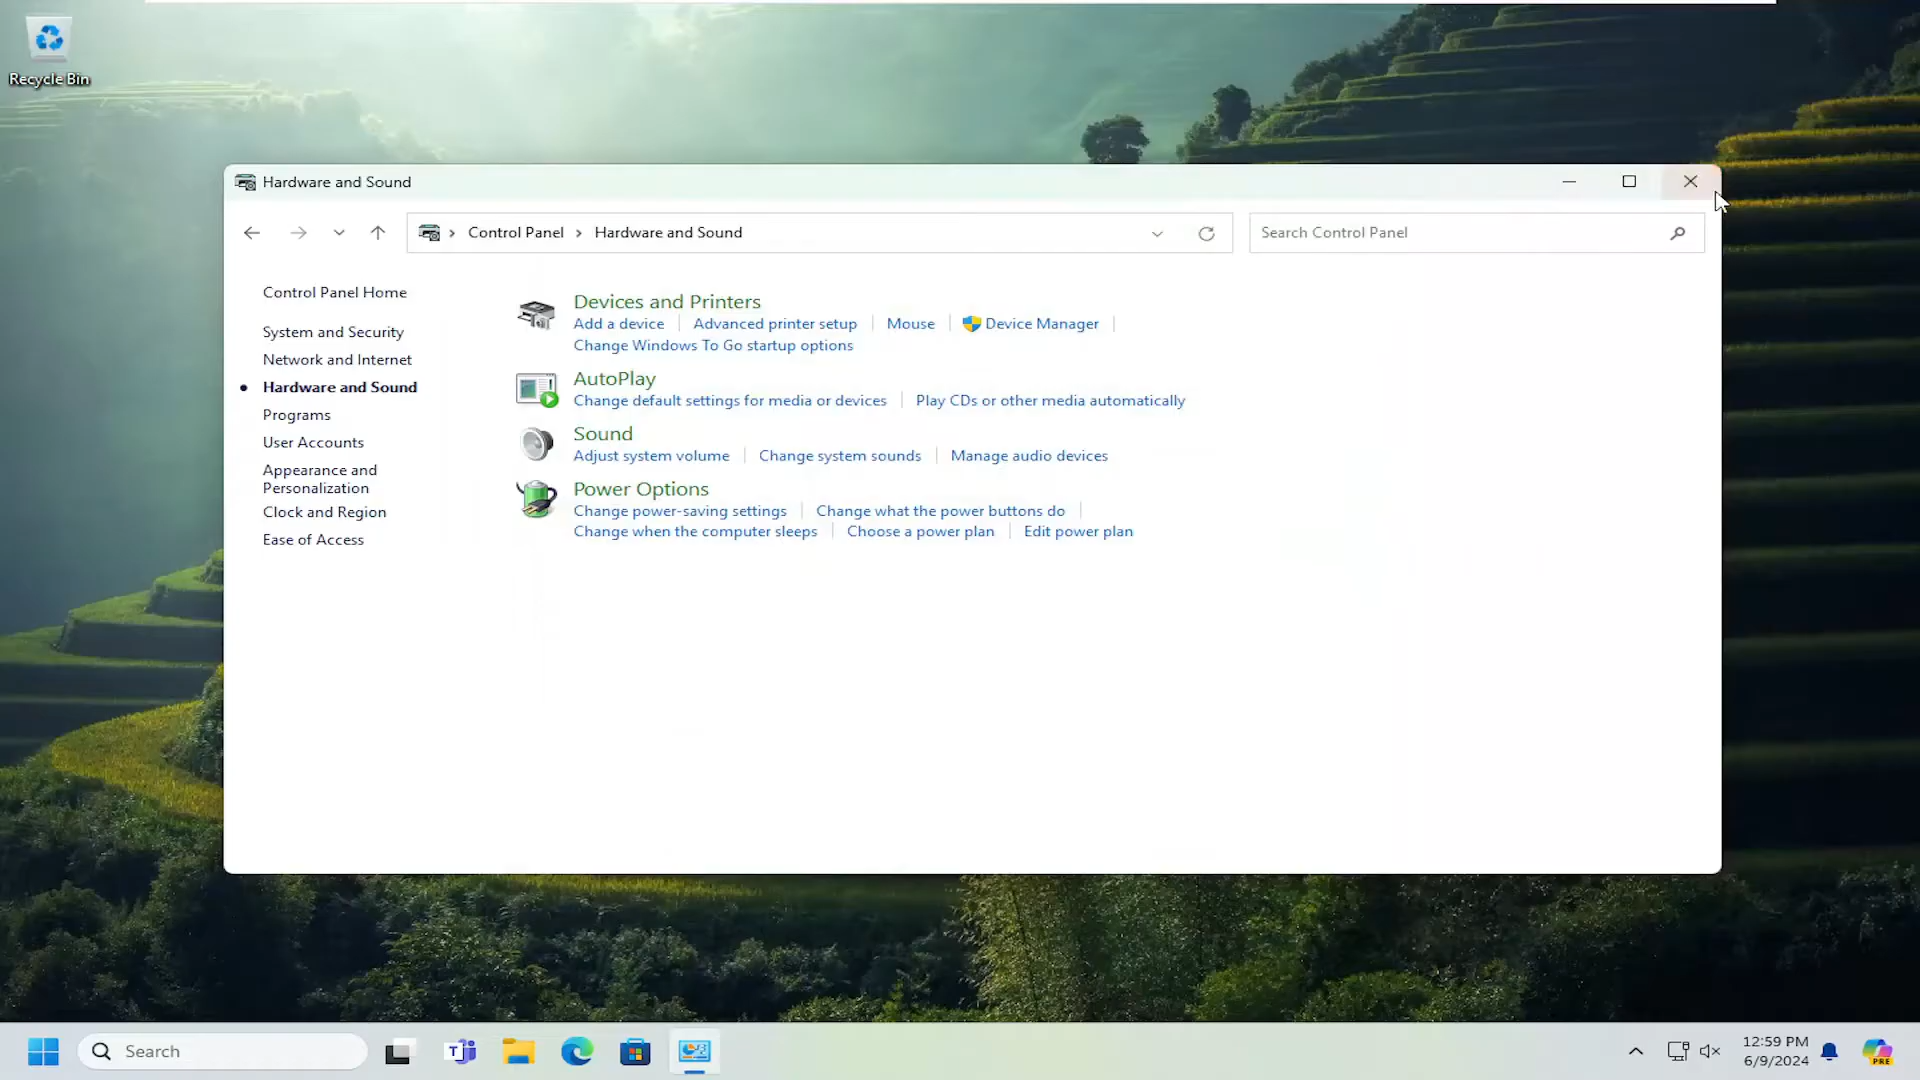 Recycle Bin
Hardware and Sound
Control Panel
Hardware and Sound
Search Control Panel
Control Panel Home
System and Security
Network and Internet
Hardware and Sound
Programs
User Accounts
Appearance and
Personalization
Clock and Region
Ease of Access
Devices and Printers
Add a device
Advanced printer setup
Mouse
Device Manager
Change Windows To Go startup options
AutoPlay
Change default settings for media or devices
Play CDs or other media automatically
Sound
Adjust system volume
Change system sounds
Manage audio devices
Power Options
Change power-saving settings
Change what the power buttons do
Change when the computer sleeps
Choose a power plan
Edit power plan
Search
T
12:59 PM
6/9/2024
PRE